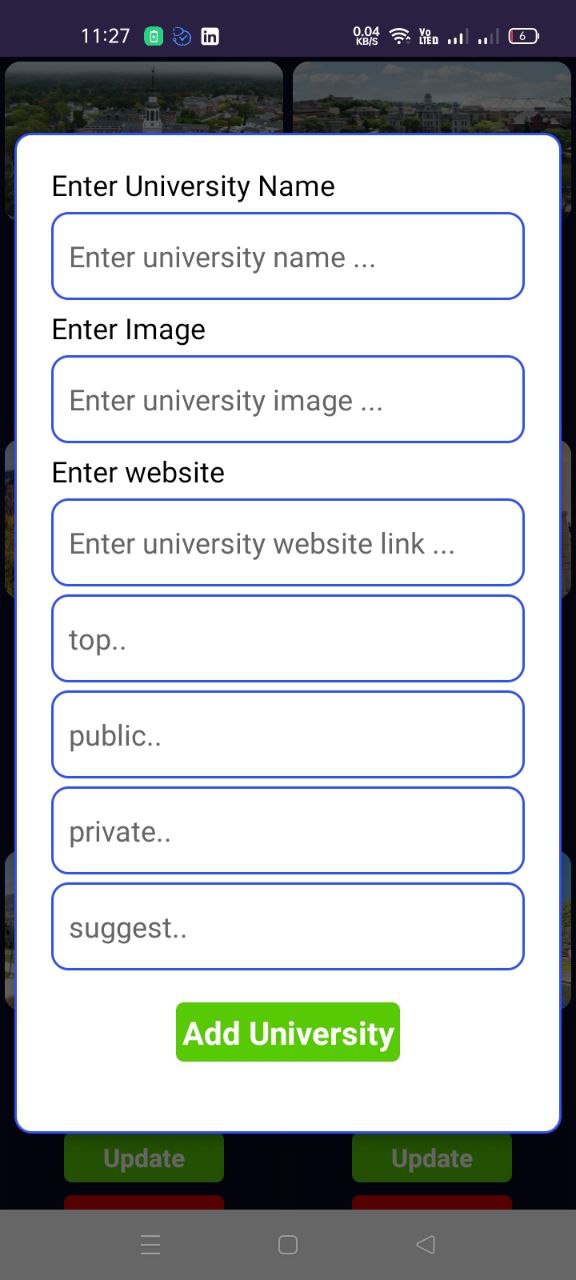 11:27
0.04 KB/S
Vo LTED
6
Enter University Name
Enter university name ...
Enter Image
Enter university image ...
Enter website
Enter university website link ...
top..
public..
private..
suggest..
Add University
Update
Update